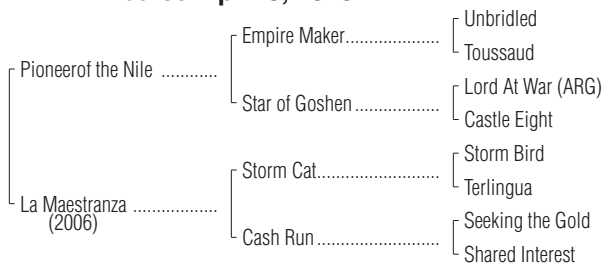 Unbridled
Empire Maker....................
Toussaud
Pioneerof the Nile ............
Lord At War (ARG)
Star of Goshen ..................
Castle Eight
Storm Bird
Storm Cat..........................
Terlingua
La Maestranza ..................
(2006)
Seeking the Gold
Cash Run ..........................
Shared Interest